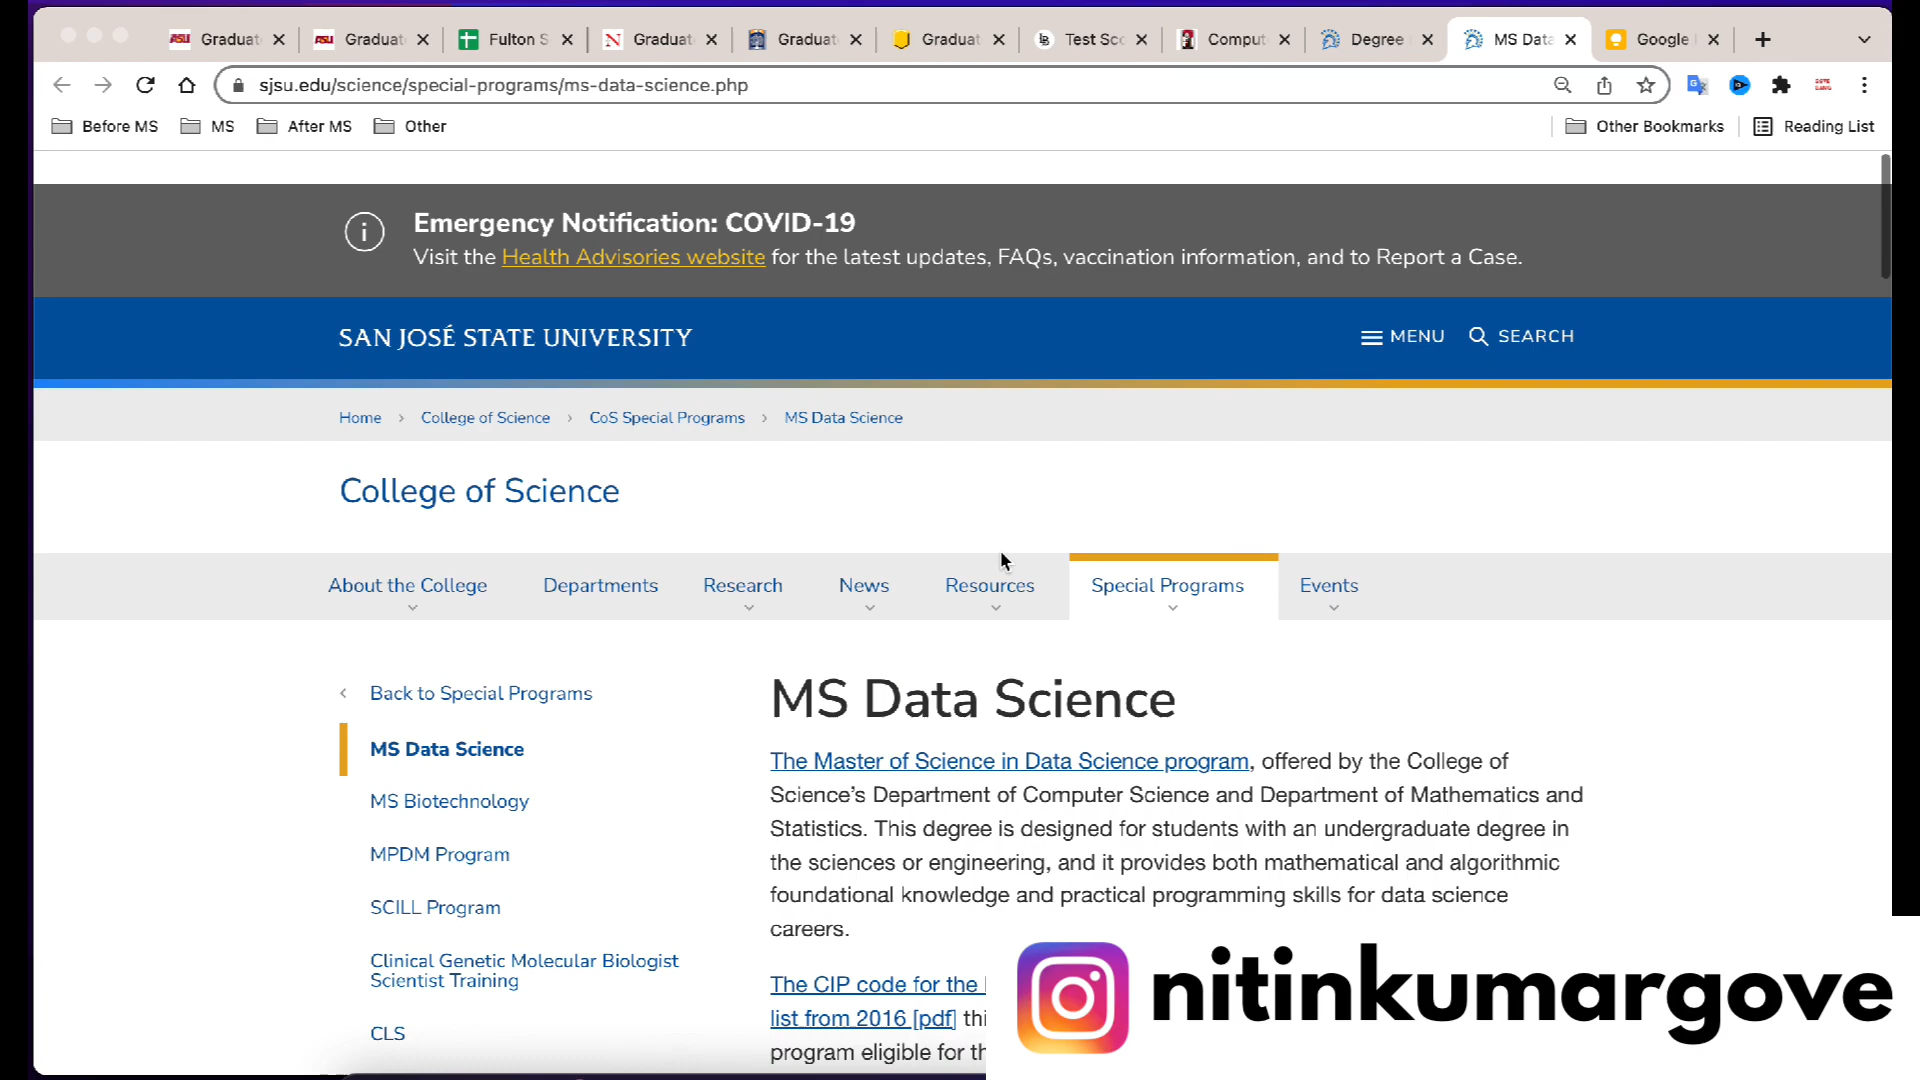 ASU Graduat
ASU Graduat
Fulton S
N Graduat
Graduat
Graduat
Test Sco
Comput
Degree
MS Data
Google
sjsu.edu/science/special-programs/ms-data-science.php
Before MS MS After MS Other
Other Bookmarks Reading List
Emergency Notification: COVID-19
Visit the Health Advisories website for the latest updates, FAQs, vaccination information, and to Report a Case.
SAN JOSÉ STATE UNIVERSITY
MENU SEARCH
Home › College of Science › CoS Special Programs › MS Data Science
College of Science
About the College Departments Research News Resources Special Programs Events
Back to Special Programs
MS Data Science
MS Biotechnology
MPDM Program
SCILL Program
Clinical Genetic Molecular Biologist
Scientist Training
CLS
MS Data Science
The Master of Science in Data Science program, offered by the College of
Science's Department of Computer Science and Department of Mathematics and
Statistics. This degree is designed for students with an undergraduate degree in
the sciences or engineering, and it provides both mathematical and algorithmic
foundational knowledge and practical programming skills for data science
careers.
The CIP code for the
list from 2016 [pdf] thi
program eligible for th
nitinkumargove